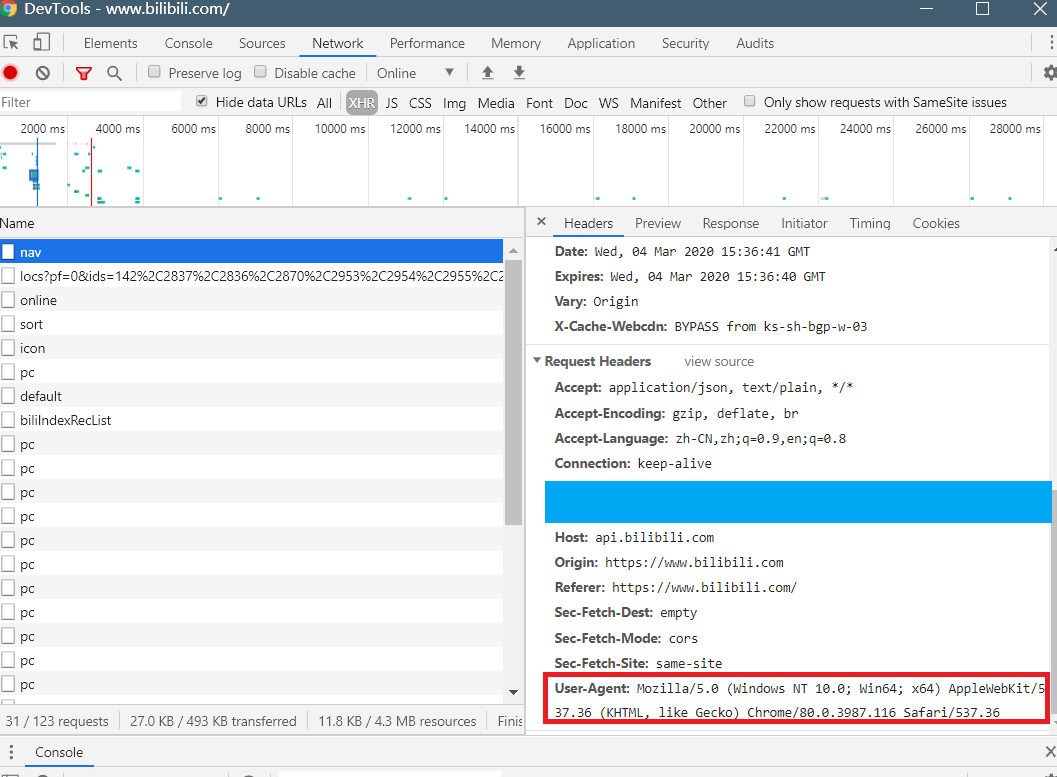 DevTools - www.bilibili.com/
Elements Console Sources Network Performance Memory Application Security Audits
Preserve log Disable cache Online
Filter Hide data URLs All XHR JS CSS Img Media Font Doc WS Manifest Other Only show requests with SameSite issues
2000 ms 4000 ms 6000 ms 8000 ms 10000 ms 12000 ms 14000 ms 16000 ms 18000 ms 20000 ms 22000 ms 24000 ms 26000 ms 28000 ms
Name
nav
locs?pf=0&ids=142%2C2837%2C2836%2C2870%2C2953%2C2954%2C2955%2C2
online
sort
icon
pc
default
biliIndexRecList
pc
pc
pc
pc
pc
pc
pc
pc
pc
pc
pc
31 / 123 requests 27.0 KB / 493 KB transferred 11.8 KB / 4.3 MB resources Finis
Headers Preview Response Initiator Timing Cookies
Date: Wed, 04 Mar 2020 15:36:41 GMT
Expires: Wed, 04 Mar 2020 15:36:40 GMT
Vary: Origin
X-Cache-Webcdn: BYPASS from ks-sh-bgp-w-03
Request Headers view source
Accept: application/json, text/plain, */*
Accept-Encoding: gzip, deflate, br
Accept-Language: zh-CN,zh;q=0.9,en;q=0.8
Connection: keep-alive
Host: api.bilibili.com
Origin: https://www.bilibili.com
Referer: https://www.bilibili.com/
Sec-Fetch-Dest: empty
Sec-Fetch-Mode: cors
Sec-Fetch-Site: same-site
User-Agent: Mozilla/5.0 (Windows NT 10.0; Win64; x64) AppleWebKit/5
37.36 (KHTML, like Gecko) Chrome/80.0.3987.116 Safari/537.36
Console